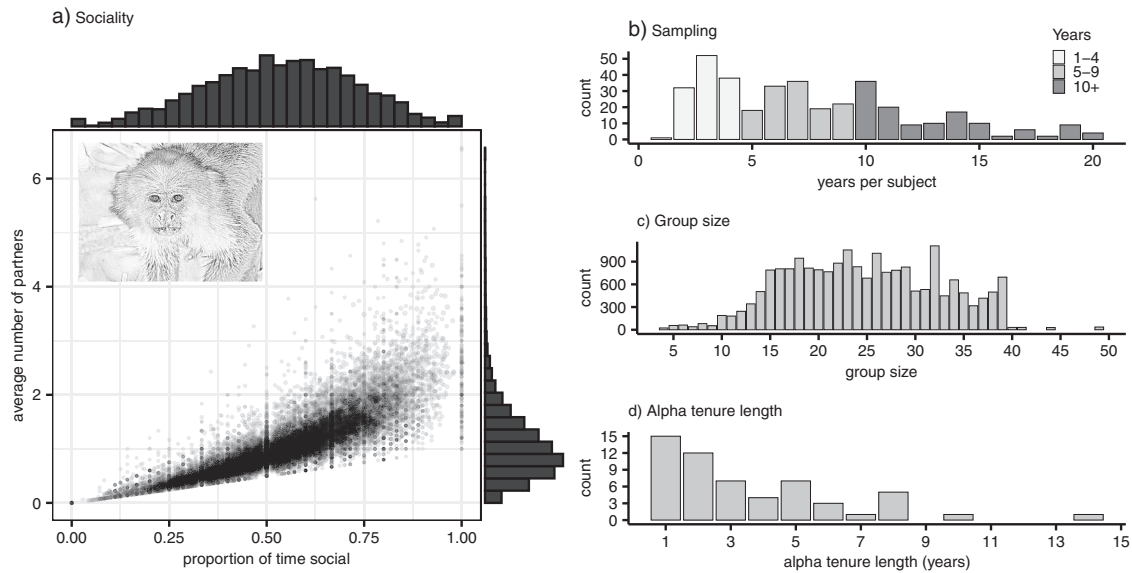 a) Sociality
average number of partners
6
4
2
0
0.00 0.25 0.50 0.75 1.00
proportion of time social
b) Sampling
Years
1–4
5–9
10+
count
50
40
30
20
10
0
0 5 10 15 20
years per subject
c) Group size
count
900
600
300
0
5 10 15 20 25 30 35 40 45 50
group size
d) Alpha tenure length
count
15
12
9
6
3
0
1 3 5 7 9 11 13 15
alpha tenure length (years)